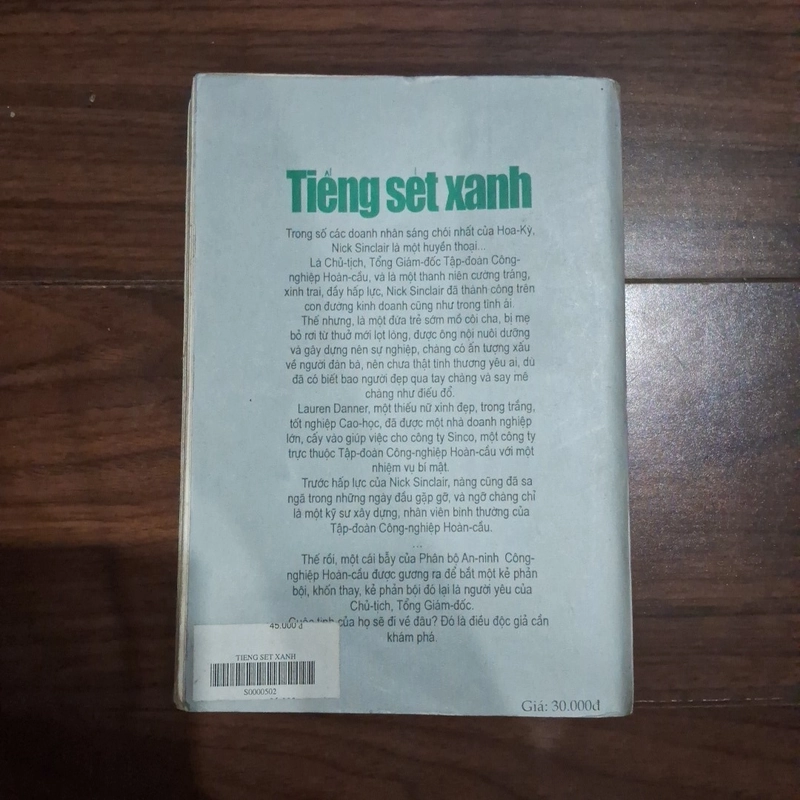 Tiếng sét xanh
Trong số các doanh nhân sáng chói nhất của Hoa-Kỳ,
Nick Sinclair là một huyền thoại...
Là Chủ-tịch, Tổng Giám-đốc Tập-đoàn Công-
nghiệp Hoàn-cầu, và là một thanh niên cường tráng,
xinh trai, đầy hấp lực, Nick Sinclair đã thành công trên
con đường kinh doanh cũng như trong tình ái.
Thế nhưng, là một đứa trẻ sớm mồ côi cha, bị mẹ
bỏ rơi từ thuở mới lọt lòng, được ông nội nuôi dưỡng
và gây dựng nên sự nghiệp, chàng có ấn tượng xấu
về người đàn bà, nên chưa thật tình thương yêu ai, dù
đã có biết bao người đẹp qua tay chàng và say mê
chàng như điếu đổ.
Lauren Danner, một thiếu nữ xinh đẹp, trong trắng,
tốt nghiệp Cao-học, đã được một nhà doanh nghiệp
lớn, cấy vào giúp việc cho công ty Sinco, một công ty
trực thuộc Tập-đoàn Công-nghiệp Hoàn-cầu với một
nhiệm vụ bí mật.
Trước hấp lực của Nick Sinclair, nàng cũng đã sa
ngã trong những ngày đầu gặp gỡ, và ngỡ chàng chỉ
là một kỹ sư xây dựng, nhân viên bình thường của
Tập-đoàn Công-nghiệp Hoàn-cầu.
...
Thế rồi, một cái bẫy của Phân bộ An-ninh Công-
nghiệp Hoàn-cầu được gương ra để bắt một kẻ phản
bội, khốn thay, kẻ phản bội đó lại là người yêu của
Chủ-tịch, Tổng Giám-đốc.
tình của họ sẽ đi về đâu? Đó là điều độc giả cần
khám phá.
45.000 đ
TIENG SET XANH
S0000502
Giá: 30.000đ